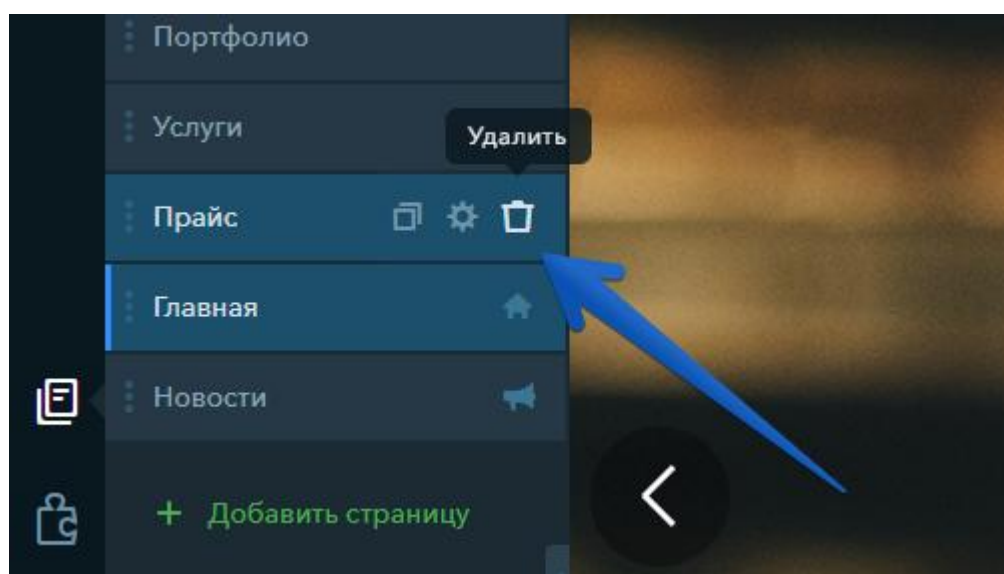 Портфолио
Услуги
Удалить
Прайс
Главная
Новости
+ Добавить страницу